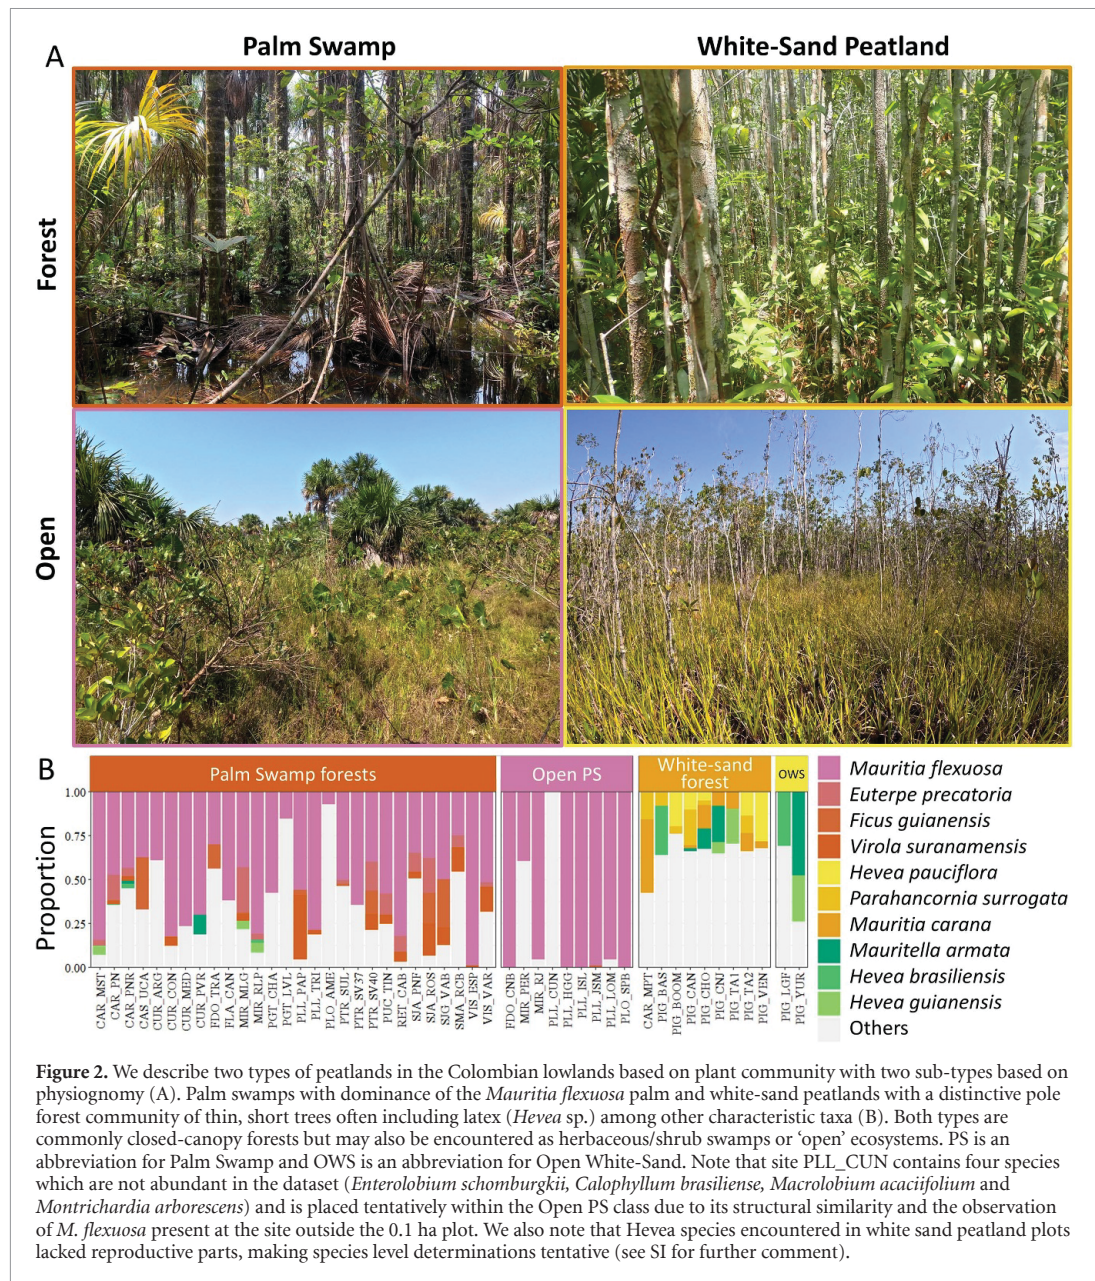 A
Palm Swamp
White-Sand Peatland
Forest
Open
B
Palm Swamp forests
Open PS
White-sand
forest
OWS
Proportion
1.00
0.75
0.50
0.25
0.00
CAR_MST
CAR_PN
CAR_PNR
CAS_UCA
CUR_ARG
CUR_CON
CUR_MED
CUR_PVR
FDO_TRA
FLA_CAN
MIR_MLG
MIR_RLP
PGT_CHA
PGT_LVL
PLL_PAP
PLL_TRI
PLO_AME
PTR_SUL
PTR_SV37
PTR_SV40
PUC_TIN
RET_CAB
SIA_PNF
SJA_ROS
SJG_VAB
SMA_RCB
VIS_ESP
VIS_VAR
FDO_CNB
MIR_PER
MIR_RJ
PLL_CUN
PLL_HGG
PLL_ISL
PLL_JSM
PLL_LOM
PLO_SPB
CAR_MPT
PIG_BAS
PIG_BOOM
PIG_CAN
PIG_CHO
PIG_CNJ
PIG_TA1
PIG_TA2
PIG_VEN
PIG_LGF
PIG_YUR
Mauritia flexuosa
Euterpe precatoria
Ficus guianensis
Virola suranamensis
Hevea pauciflora
Parahancornia surrogata
Mauritia carana
Mauritella armata
Hevea brasiliensis
Hevea guianensis
Others
Figure 2. We describe two types of peatlands in the Colombian lowlands based on plant community with two sub-types based on
physiognomy (A). Palm swamps with dominance of the Mauritia flexuosa palm and white-sand peatlands with a distinctive pole
forest community of thin, short trees often including latex (Hevea sp.) among other characteristic taxa (B). Both types are
commonly closed-canopy forests but may also be encountered as herbaceous/shrub swamps or ‘open’ ecosystems. PS is an
abbreviation for Palm Swamp and OWS is an abbreviation for Open White-Sand. Note that site PLL_CUN contains four species
which are not abundant in the dataset (Enterolobium schomburgkii, Calophyllum brasiliense, Macrolobium acaciifolium and
Montrichardia arborescens) and is placed tentatively within the Open PS class due to its structural similarity and the observation
of M. flexuosa present at the site outside the 0.1 ha plot. We also note that Hevea species encountered in white sand peatland plots
lacked reproductive parts, making species level determinations tentative (see SI for further comment).